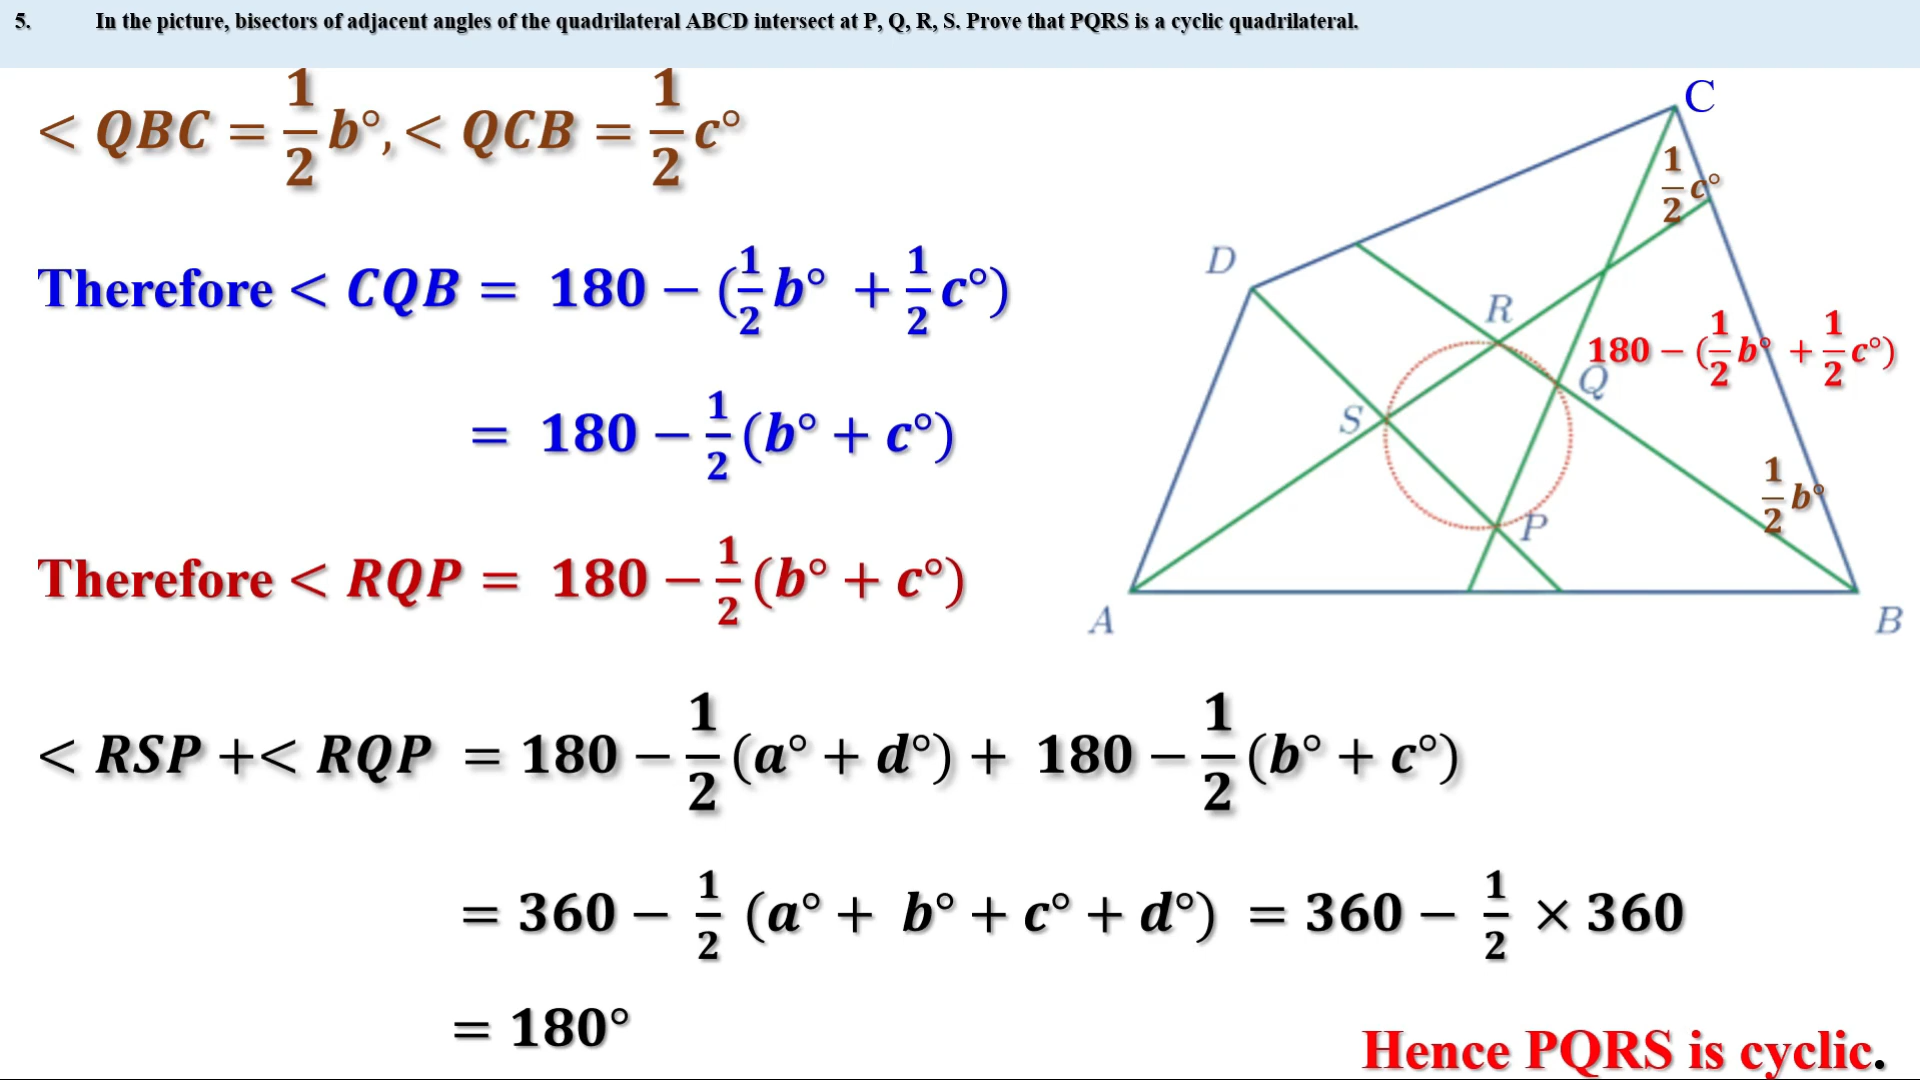 5. In the picture, bisectors of adjacent angles of the quadrilateral ABCD intersect at P, Q, R, S. Prove that PQRS is a cyclic quadrilateral.
< QBC = 1/2 b°, < QCB = 1/2 c°
Therefore < CQB = 180 − (1/2 b° + 1/2 c°)
= 180 − 1/2 (b° + c°)
Therefore < RQP = 180 − 1/2 (b° + c°)
< RSP +< RQP = 180 − 1/2 (a° + d°) + 180 − 1/2 (b° + c°)
= 360 − 1/2 (a° + b° + c° + d°) = 360 − 1/2 × 360
= 180°
Hence PQRS is cyclic.
C
1/2 c°
D
R
180 − (1/2 b° + 1/2 c°)
Q
S
1/2 b°
P
A
B